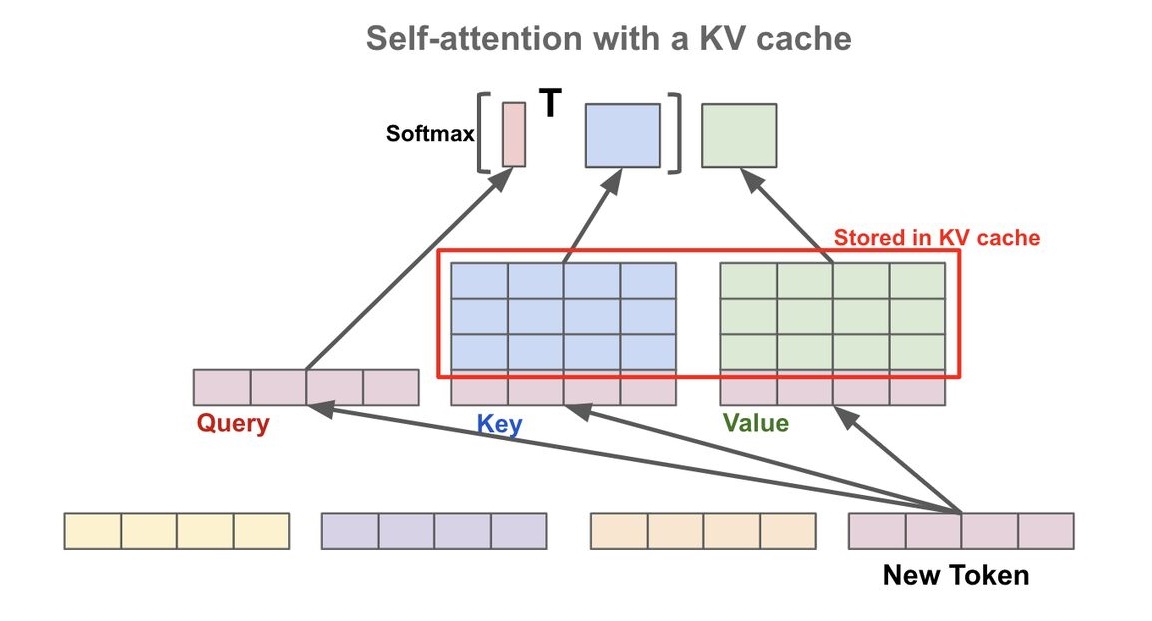 Self-attention with a KV cache
T
Softmax
Stored in KV cache
Query
Key
Value
New Token